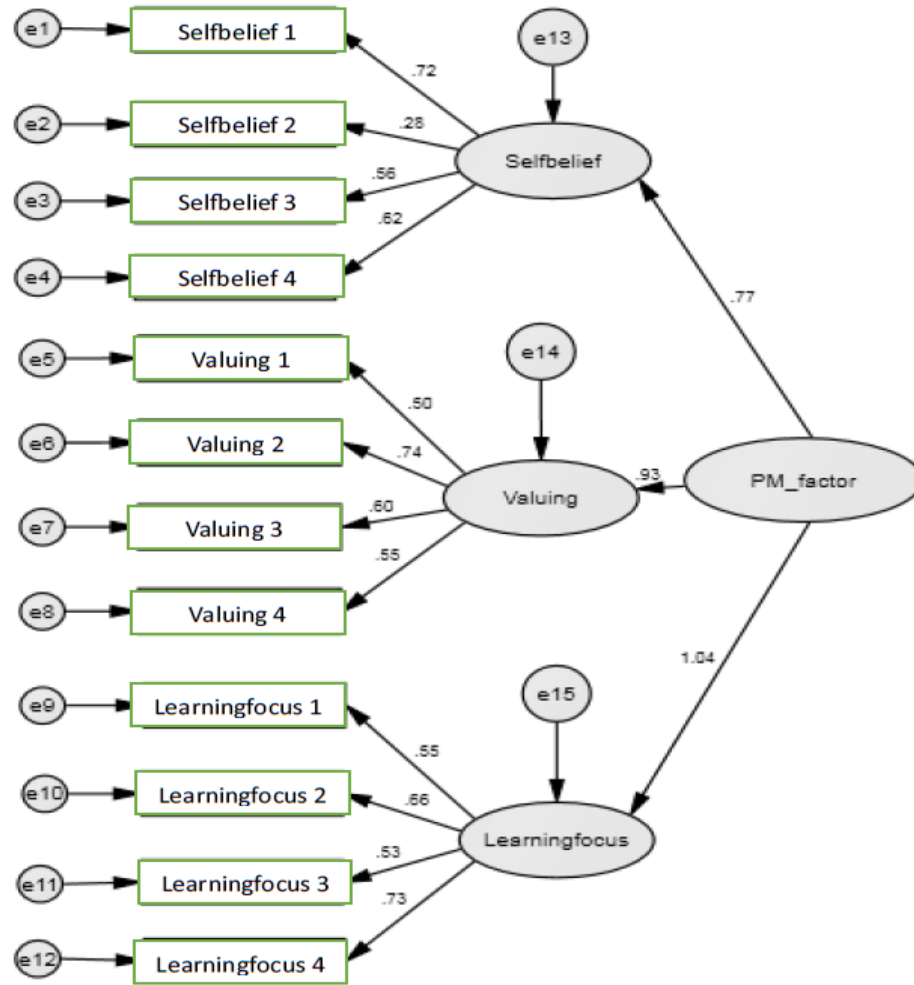 e1
Selfbelief 1
e13
.72
e2
Selfbelief 2
.28
Selfbelief
.56
e3
Selfbelief 3
.62
e4
Selfbelief 4
.77
e5
Valuing 1
e14
.50
e6
Valuing 2
.74
.93
PM_factor
Valuing
.60
e7
Valuing 3
.55
e8
Valuing 4
1.04
e9
Learningfocus 1
e15
.55
e10
Learningfocus 2
.66
Learningfocus
.53
e11
Learningfocus 3
.73
e12
Learningfocus 4